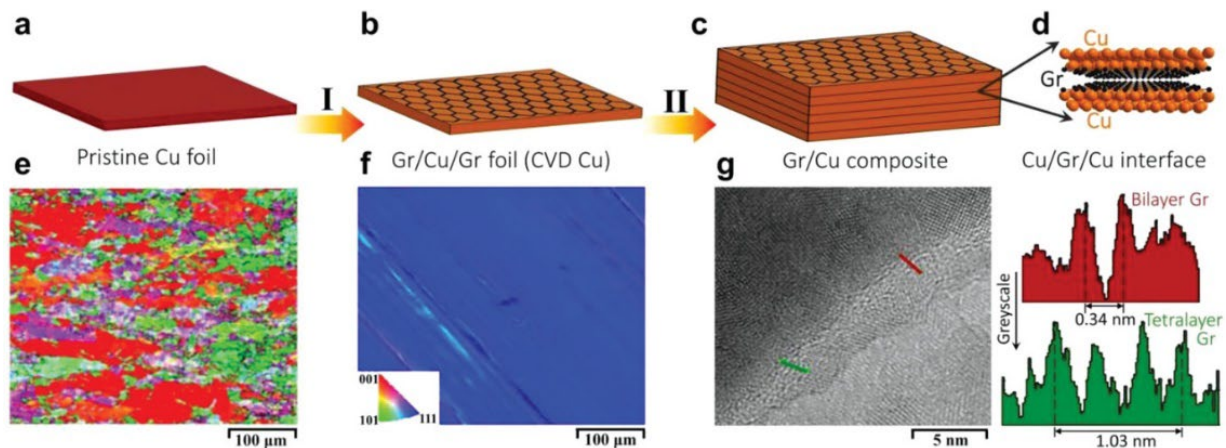 a
b
c
d
I
II
Cu
Gr
Cu
Pristine Cu foil
Gr/Cu/Gr foil (CVD Cu)
Gr/Cu composite
Cu/Gr/Cu interface
e
f
g
001
101
111
100 µm
100 µm
5 nm
Bilayer Gr
0.34 nm
Greyscale
Tetralayer
Gr
1.03 nm